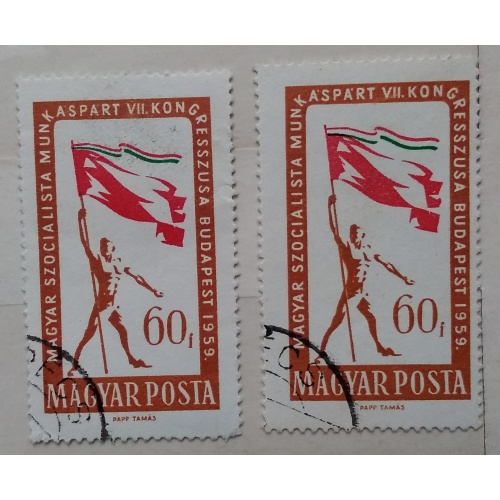 MAGYAR SZOCIALISTA MUNKÁSPÁRT VII. KONGRESSZUSA BUDAPEST 1959.
60f
MAGYAR POSTA
PAPP TAMÁS
MAGYAR SZOCIALISTA MUNKÁSPÁRT VII. KONGRESSZUSA BUDAPEST 1959.
60f
MAGYAR POSTA
PAPP TAMÁS